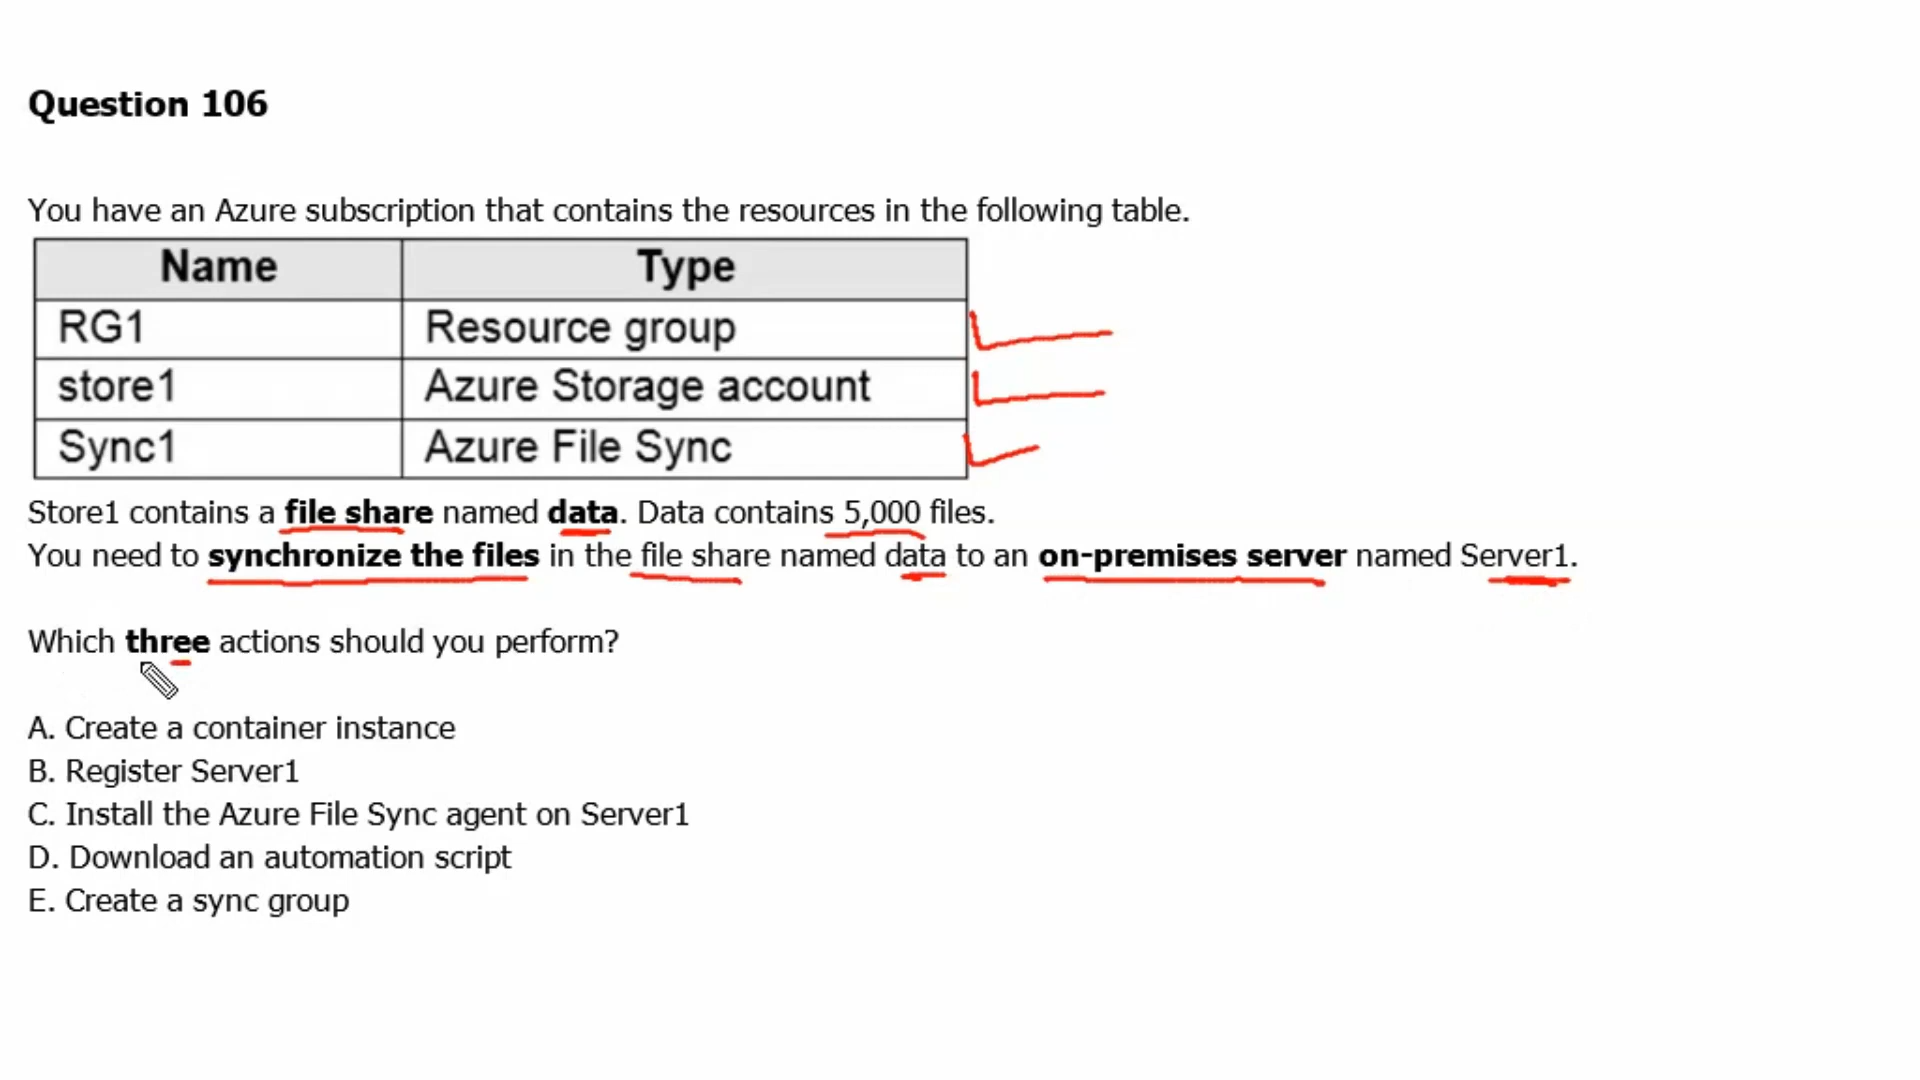 Question 106
You have an Azure subscription that contains the resources in the following table.
Name Type
RG1 Resource group
store1 Azure Storage account
Sync1 Azure File Sync
Store1 contains a file share named data. Data contains 5,000 files.
You need to synchronize the files in the file share named data to an on-premises server named Server1.
Which three actions should you perform?
A. Create a container instance
B. Register Server1
C. Install the Azure File Sync agent on Server1
D. Download an automation script
E. Create a sync group